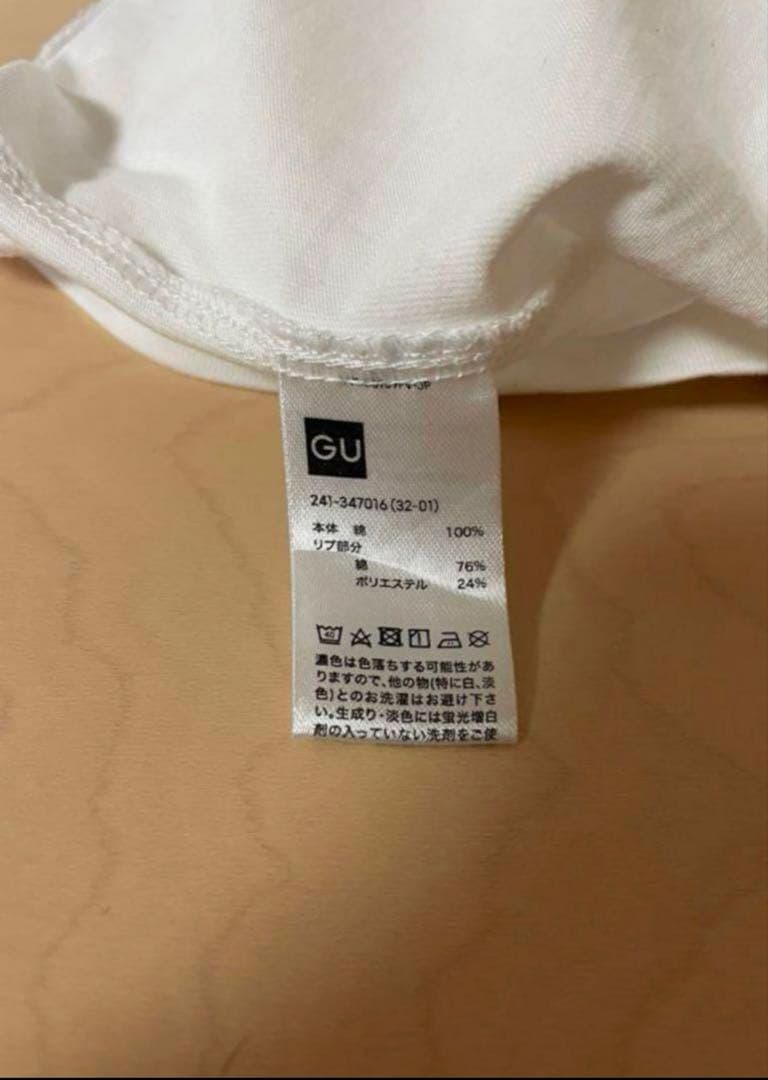 GU
241-347016(32-01)
本体 綿 100%
リブ部分
綿 76%
ポリエステル 24%
40
濃色は色落ちする可能性があ
りますので、他の物(特に白、淡
色)とのお洗濯はお避け下さ
い。生成り・淡色には蛍光増白
剤の入っていない洗剤をご使